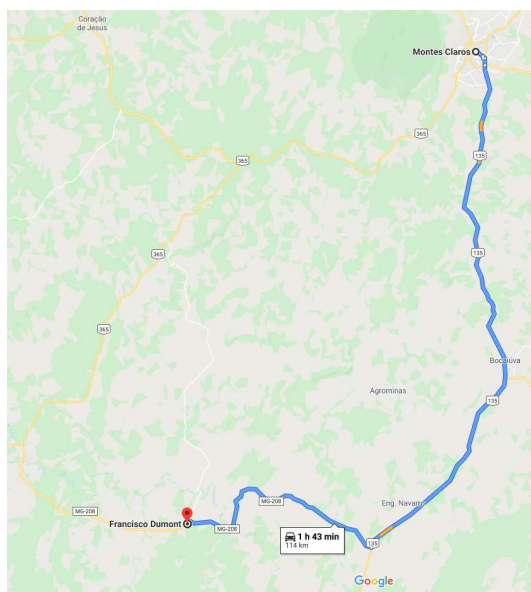 Coração
de Jesus
Montes Claros
365
135
365
365
135
365
Bocaiúva
Agrominas
135
Eng. Navarro
MG-208
MG-208
Francisco Dumont
MG-208
1 h 43 min
114 km
135
Google